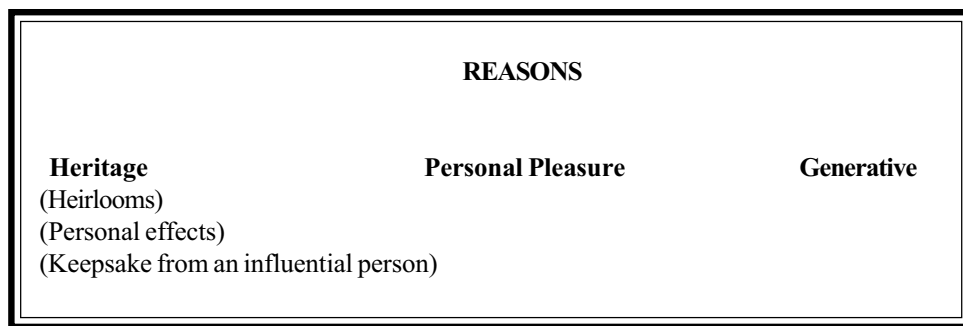 REASONS
Heritage Personal Pleasure Generative
(Heirlooms)
(Personal effects)
(Keepsake from an influential person)